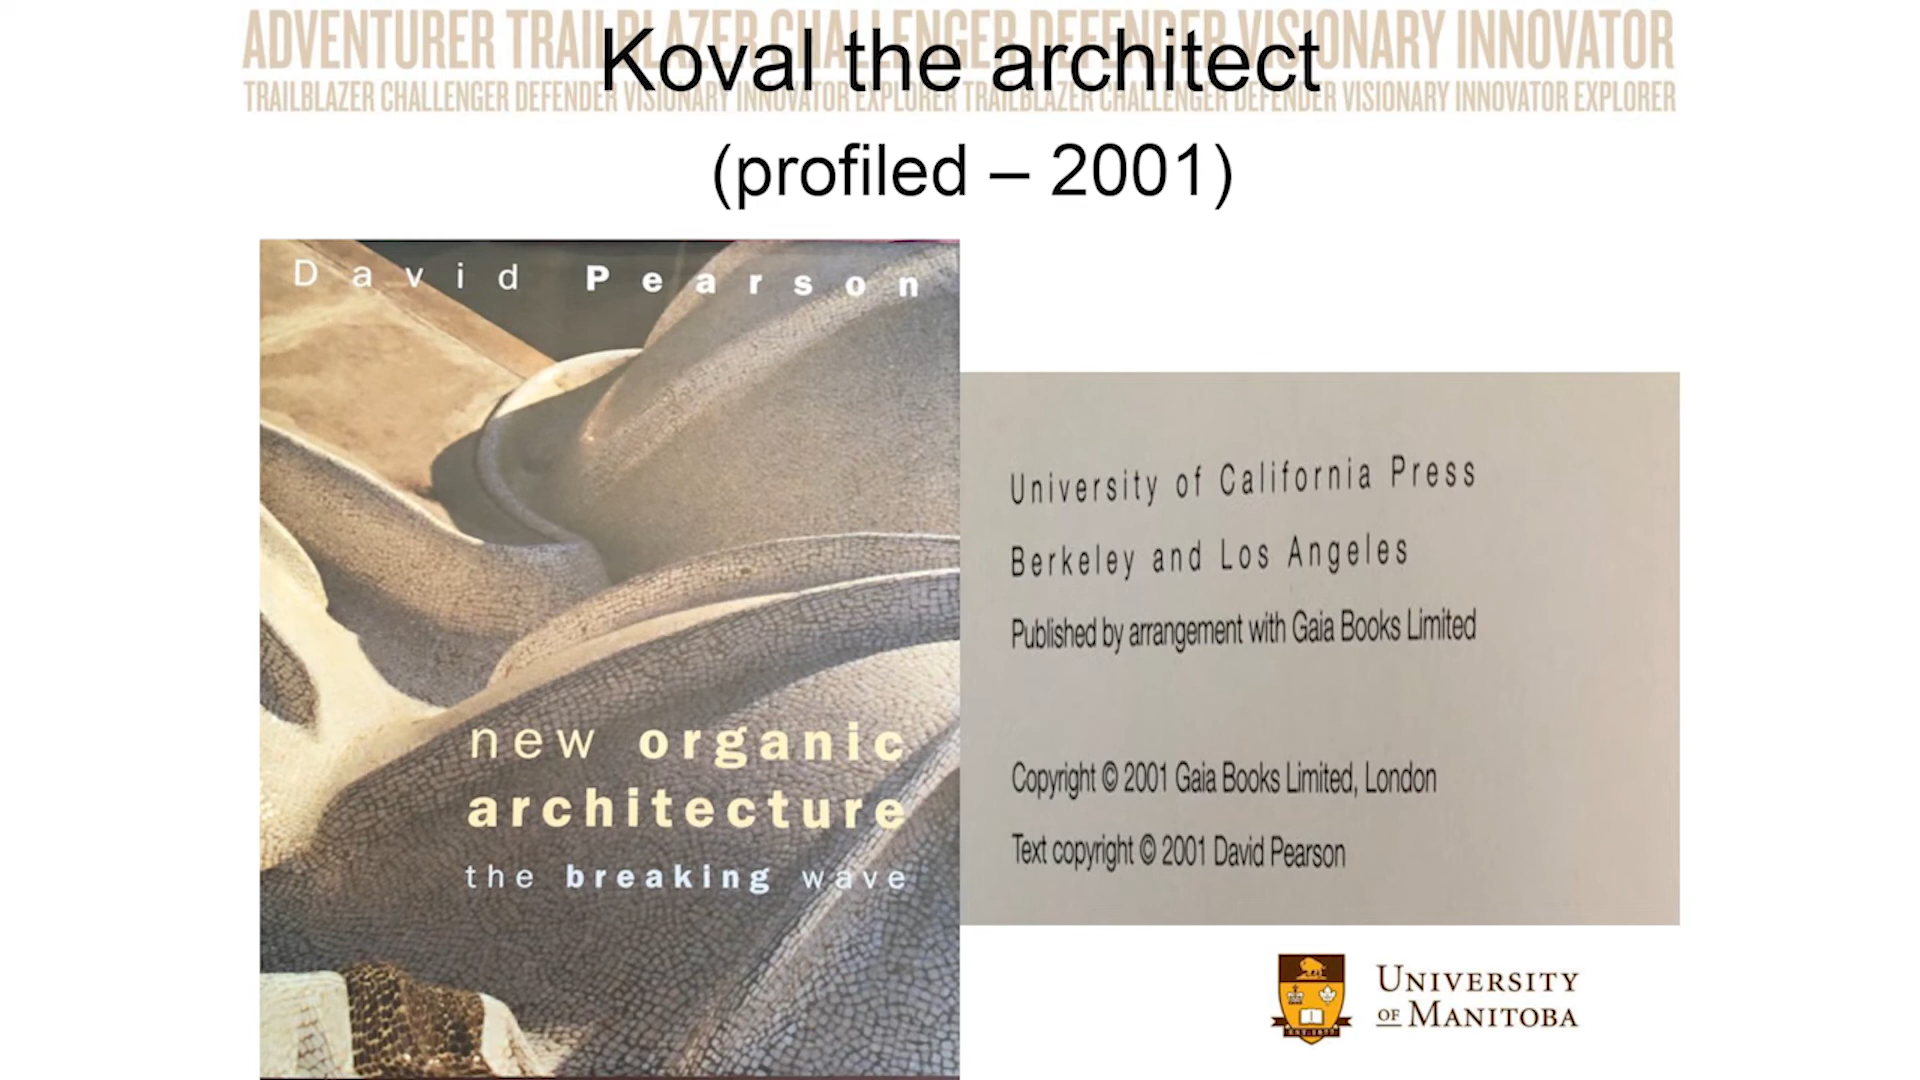 ADVENTURER TRAILBLAZER CHALLENGER DEFENDER VISIONARY INNOVATOR
TRAILBLAZER CHALLENGER DEFENDER VISIONARY INNOVATOR EXPLORER TRAILBLAZER CHALLENGER DEFENDER VISIONARY INNOVATOR EXPLORER
Koval the architect
(profiled – 2001)
David Pearson
new organic
architecture
the breaking wave
University of California Press
Berkeley and Los Angeles
Published by arrangement with Gaia Books Limited
Copyright © 2001 Gaia Books Limited, London
Text copyright © 2001 David Pearson
UNIVERSITY
OF MANITOBA